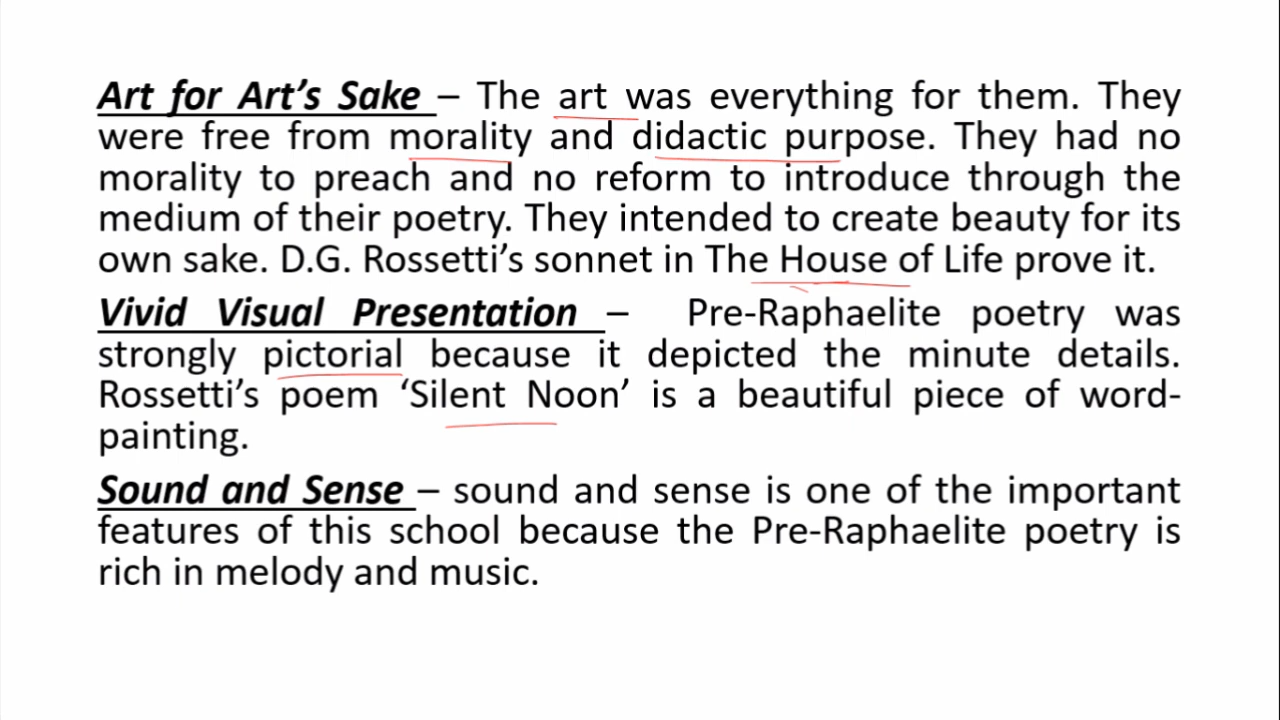 Art for Art’s Sake – The art was everything for them. They
were free from morality and didactic purpose. They had no
morality to preach and no reform to introduce through the
medium of their poetry. They intended to create beauty for its
own sake. D.G. Rossetti’s sonnet in The House of Life prove it.
Vivid Visual Presentation – Pre-Raphaelite poetry was
strongly pictorial because it depicted the minute details.
Rossetti’s poem ‘Silent Noon’ is a beautiful piece of word-
painting.
Sound and Sense – sound and sense is one of the important
features of this school because the Pre-Raphaelite poetry is
rich in melody and music.